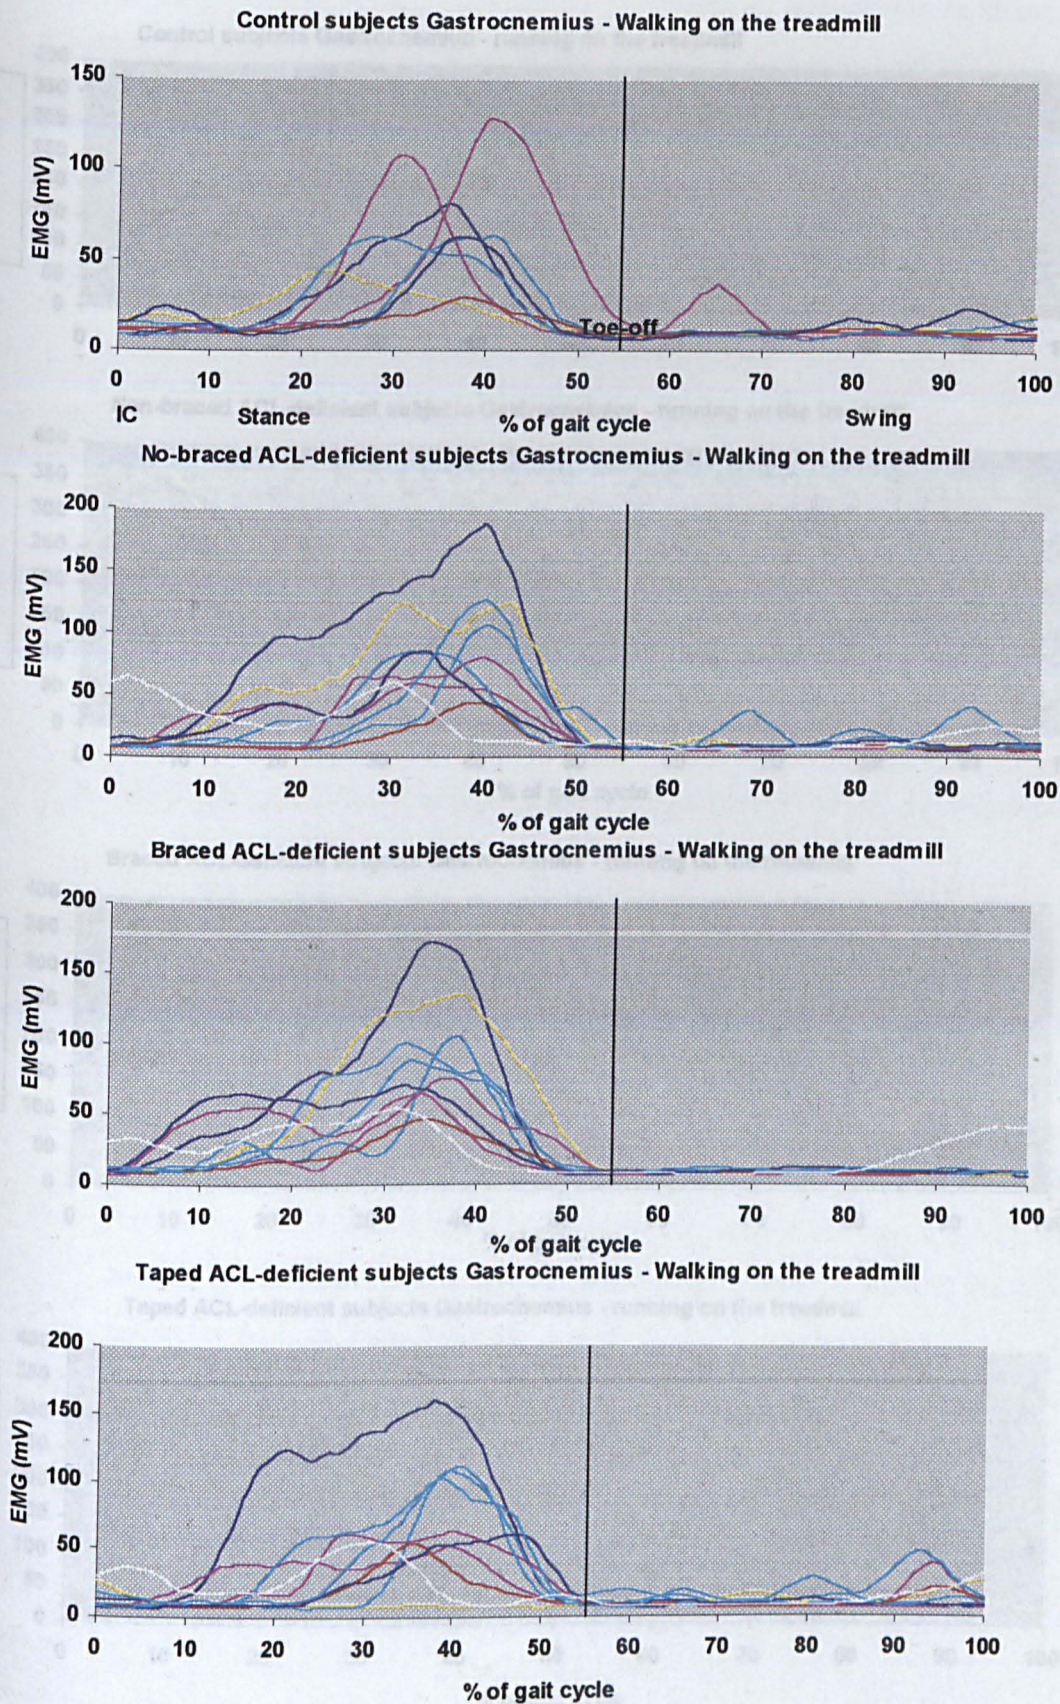 Control subjects Gastrocnemius - Walking on the treadmill
150
100
50
0
EMG (mV)
Toe-off
0 10 20 30 40 50 60 70 80 90 100
IC Stance % of gait cycle Swing
No-braced ACL-deficient subjects Gastrocnemius - Walking on the treadmill
200
150
100
50
0
EMG (mV)
0 10 20 30 40 50 60 70 80 90 100
% of gait cycle
Braced ACL-deficient subjects Gastrocnemius - Walking on the treadmill
200
150
100
50
0
EMG (mV)
0 10 20 30 40 50 60 70 80 90 100
% of gait cycle
Taped ACL-deficient subjects Gastrocnemius - Walking on the treadmill
200
150
100
50
0
EMG (mV)
0 10 20 30 40 50 60 70 80 90 100
% of gait cycle